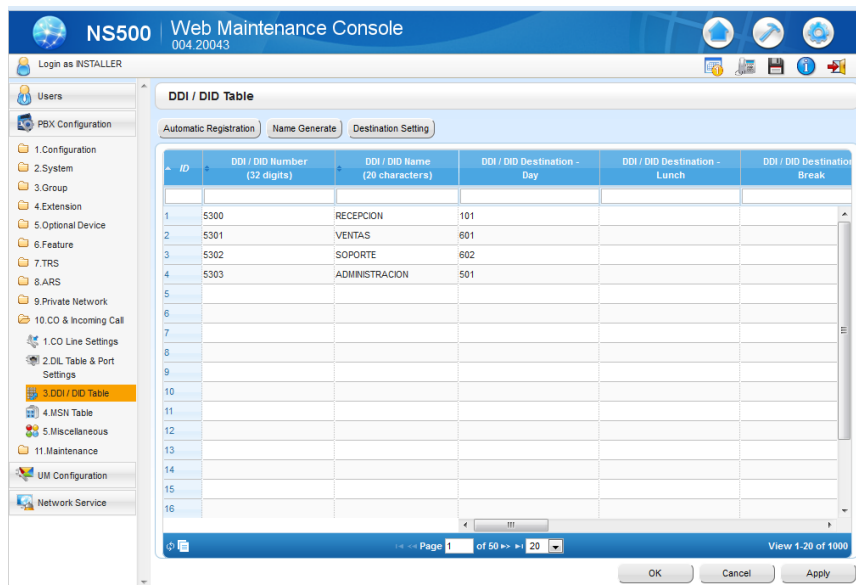 NS500 Web Maintenance Console
004.20043
Login as INSTALLER
Users
PBX Configuration
1.Configuration
2.System
3.Group
4.Extension
5.Optional Device
6.Feature
7.TRS
8.ARS
9.Private Network
10.CO & Incoming Call
1.CO Line Settings
2.DIL Table & Port
Settings
3.DDI / DID Table
4.MSN Table
5.Miscellaneous
11.Maintenance
UM Configuration
Network Service
DDI / DID Table
Automatic Registration Name Generate Destination Setting
ID DDI / DID Number (32 digits) DDI / DID Name (20 characters) DDI / DID Destination - Day DDI / DID Destination - Lunch DDI / DID Destination Break
1 5300 RECEPCION 101
2 5301 VENTAS 601
3 5302 SOPORTE 602
4 5303 ADMINISTRACION 501
5
6
7
8
9
10
11
12
13
14
15
16
Page 1 of 50 20 View 1-20 of 1000
OK Cancel Apply